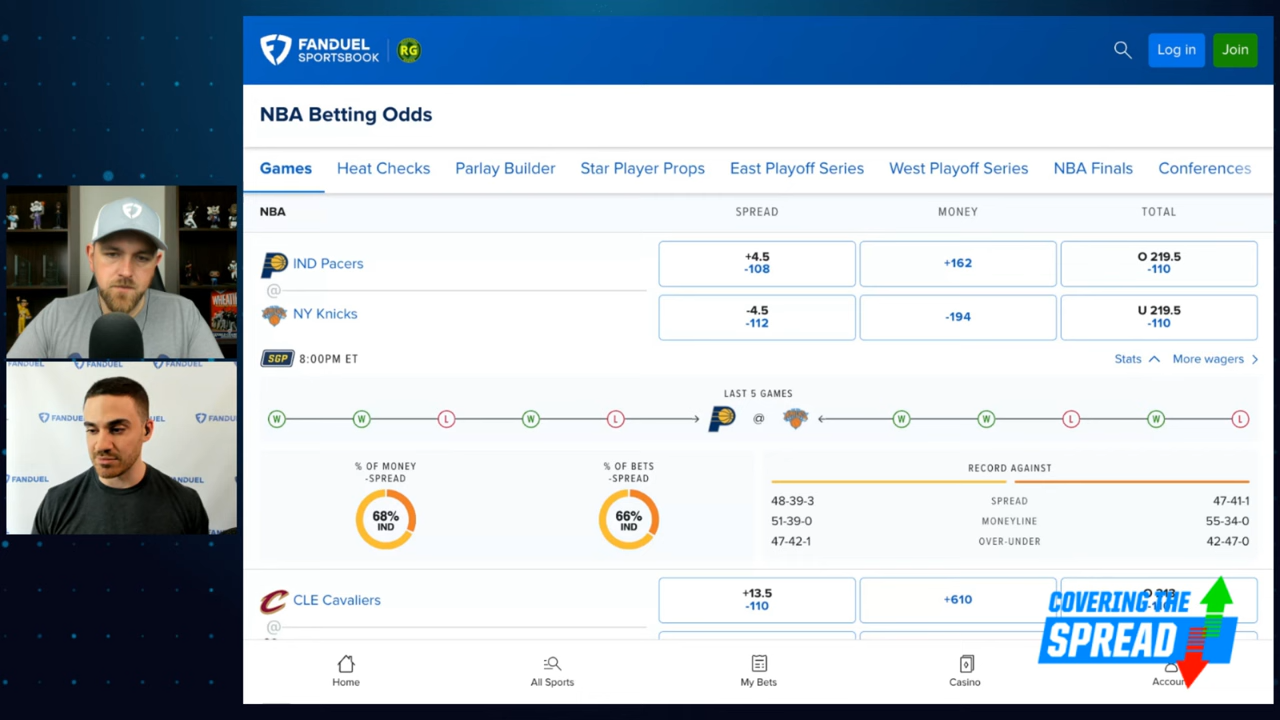 FANDUEL
SPORTSBOOK
RG
Log in
Join
NBA Betting Odds
Games Heat Checks Parlay Builder Star Player Props East Playoff Series West Playoff Series NBA Finals Conferences
NBA SPREAD MONEY TOTAL
IND Pacers
+4.5
-108
+162
O 219.5
-110
@
NY Knicks
-4.5
-112
-194
U 219.5
-110
SGP 8:00PM ET
Stats More wagers
LAST 5 GAMES
W W L W L @ W W L W L
% OF MONEY
-SPREAD
68%
IND
% OF BETS
-SPREAD
66%
IND
RECORD AGAINST
48-39-3 SPREAD 47-41-1
51-39-0 MONEYLINE 55-34-0
47-42-1 OVER-UNDER 42-47-0
CLE Cavaliers
+13.5
-110
+610
@
COVERING THE
SPREAD
Home All Sports My Bets Casino
FANDUEL FANDUEL
FANDUEL FANDUEL
FANDUEL